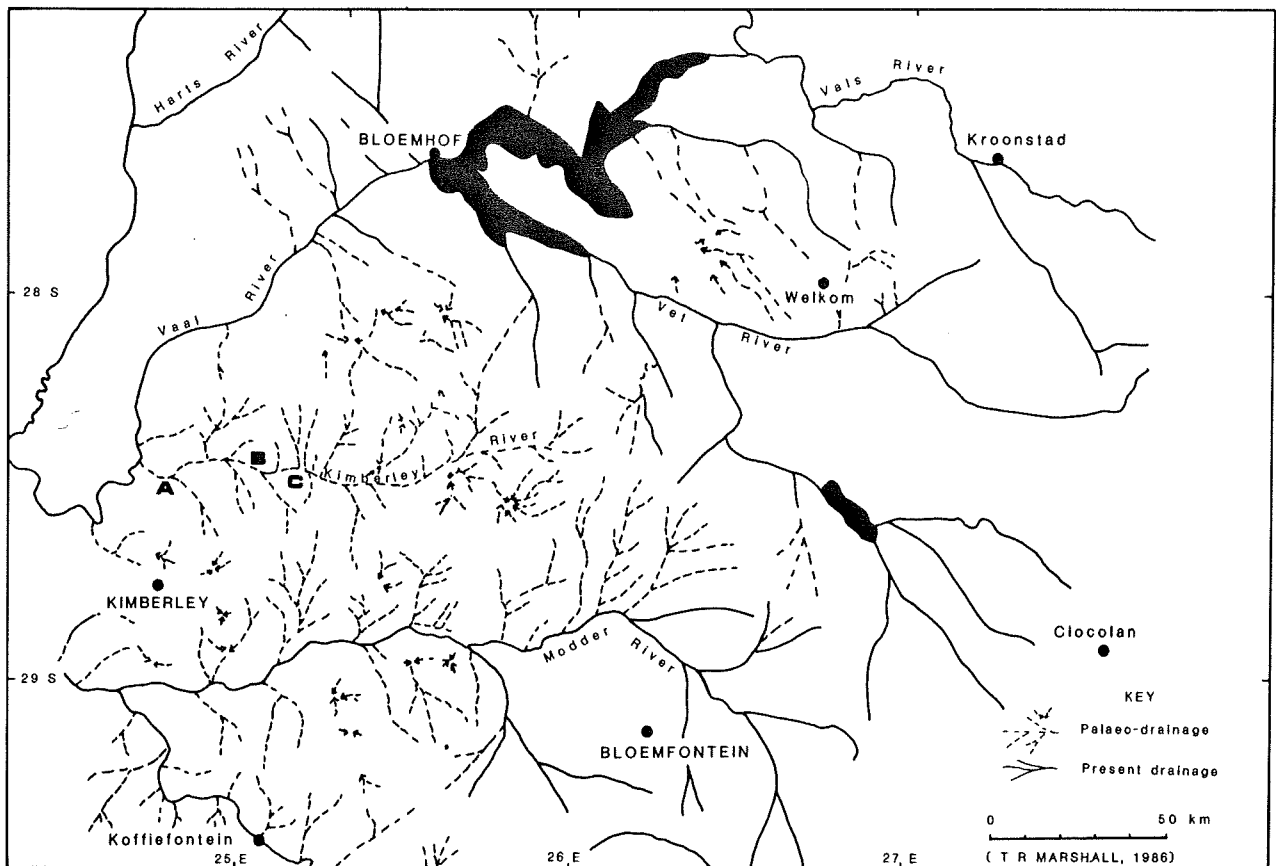 Harts River
Vals River
BLOEMHOF
Kroonstad
28 S
Vaal River
Welkom
Vet River
Kimberley River
A
B
C
KIMBERLEY
Modder River
Clocolan
29 S
KEY
Palaeo-drainage
BLOEMFONTEIN
Present drainage
0 50 km
Koffiefontein
25,E
26,E
27,E
( T R MARSHALL, 1986)